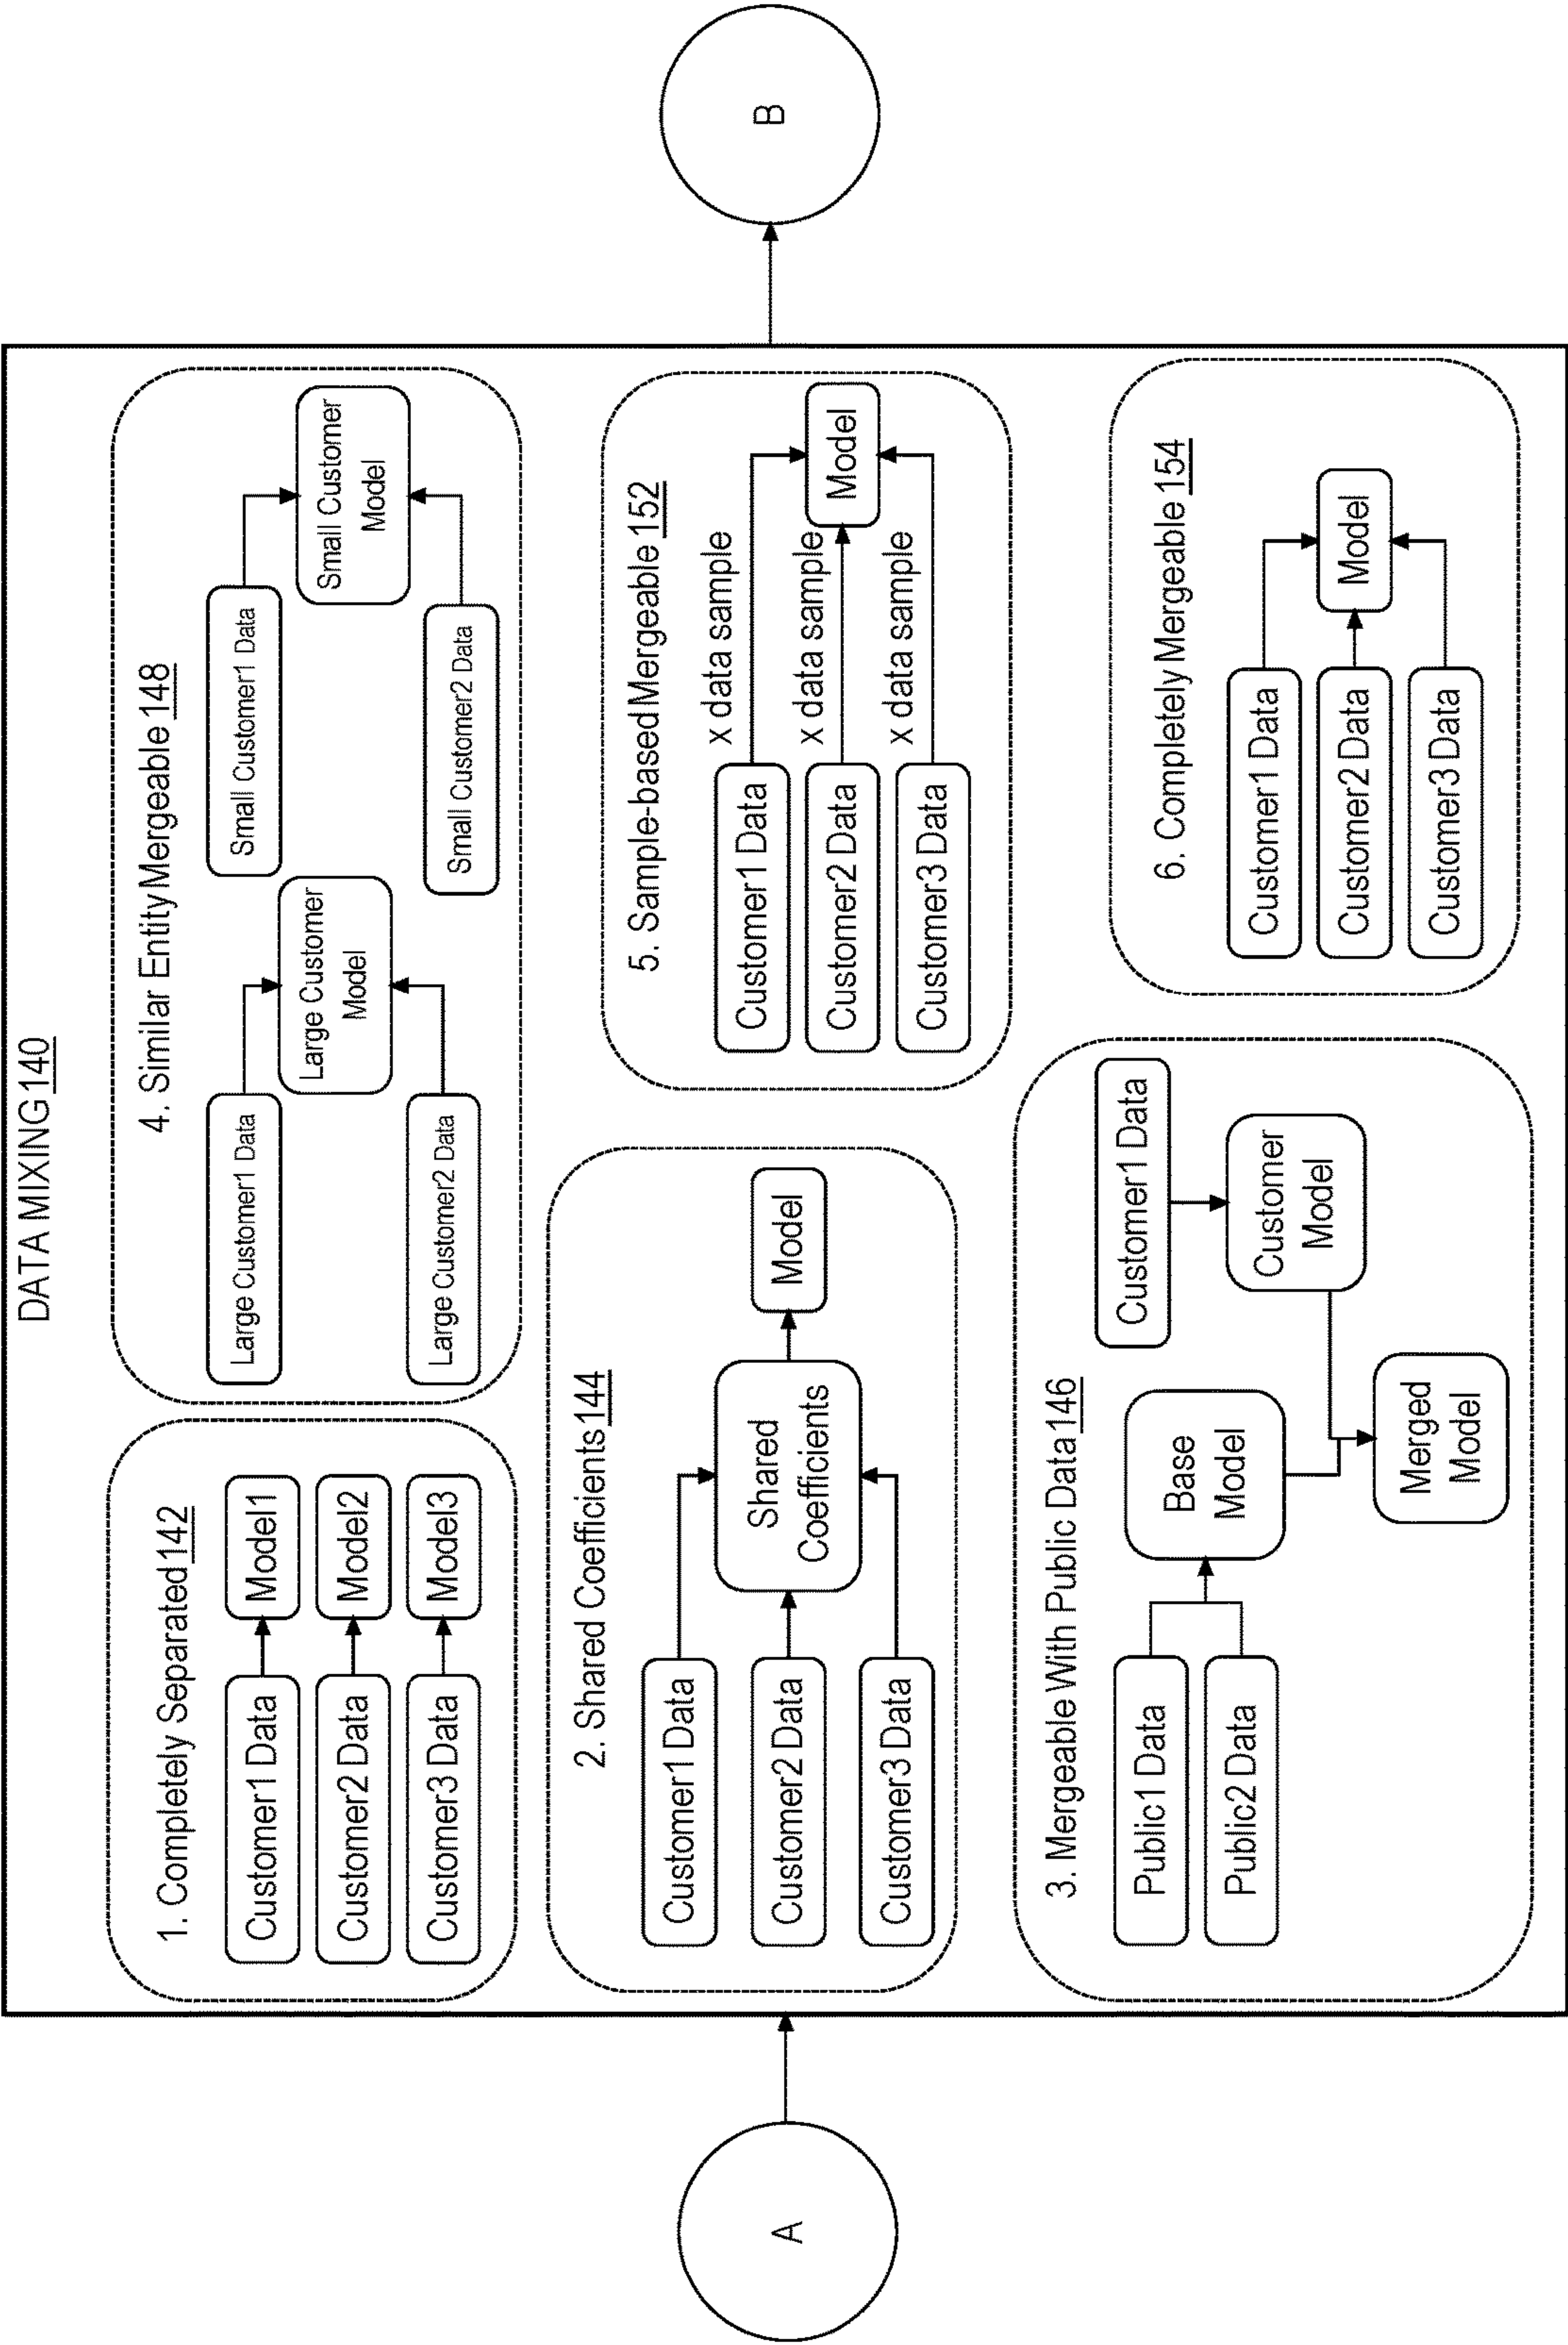 DATA MIXING 140
A
1. Completely Separated 142
Customer1 Data
Model1
Customer2 Data
Model2
Customer3 Data
Model3
2. Shared Coefficients 144
Customer1 Data
Customer2 Data
Customer3 Data
Shared
Coefficients
Model
3. Mergeable With Public Data 146
Public1 Data
Public2 Data
Base
Model
Customer1 Data
Customer
Model
Merged
Model
4. Similar Entity Mergeable 148
Large Customer1 Data
Large Customer2 Data
Large Customer
Model
Small Customer1 Data
Small Customer2 Data
Small Customer
Model
5. Sample-based Mergeable 152
Customer1 Data
x data sample
Customer2 Data
x data sample
Customer3 Data
x data sample
Model
6. Completely Mergeable 154
Customer1 Data
Customer2 Data
Customer3 Data
Model
B